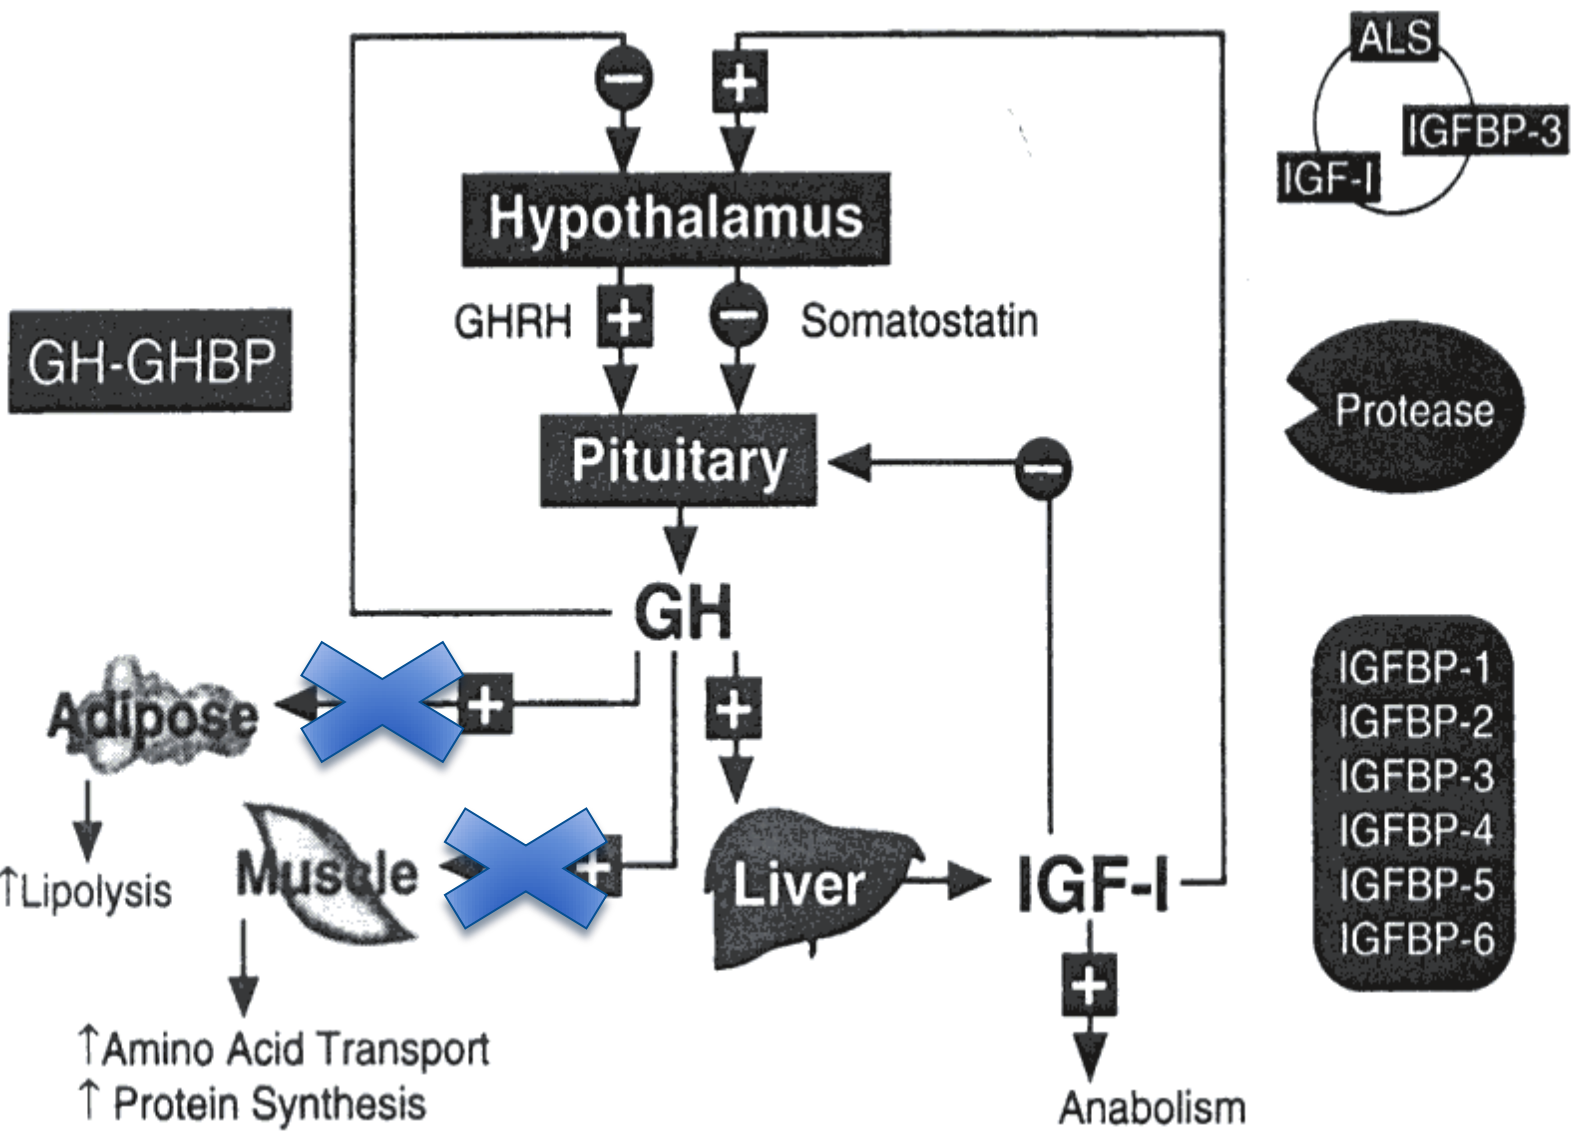 ALS
IGFBP-3
IGF-I
Hypothalamus
GHRH
Somatostatin
GH-GHBP
Pituitary
Protease
GH
Adipose
↑Lipolysis
Muscle
↑Amino Acid Transport
↑ Protein Synthesis
Liver
IGF-I
Anabolism
IGFBP-1
IGFBP-2
IGFBP-3
IGFBP-4
IGFBP-5
IGFBP-6